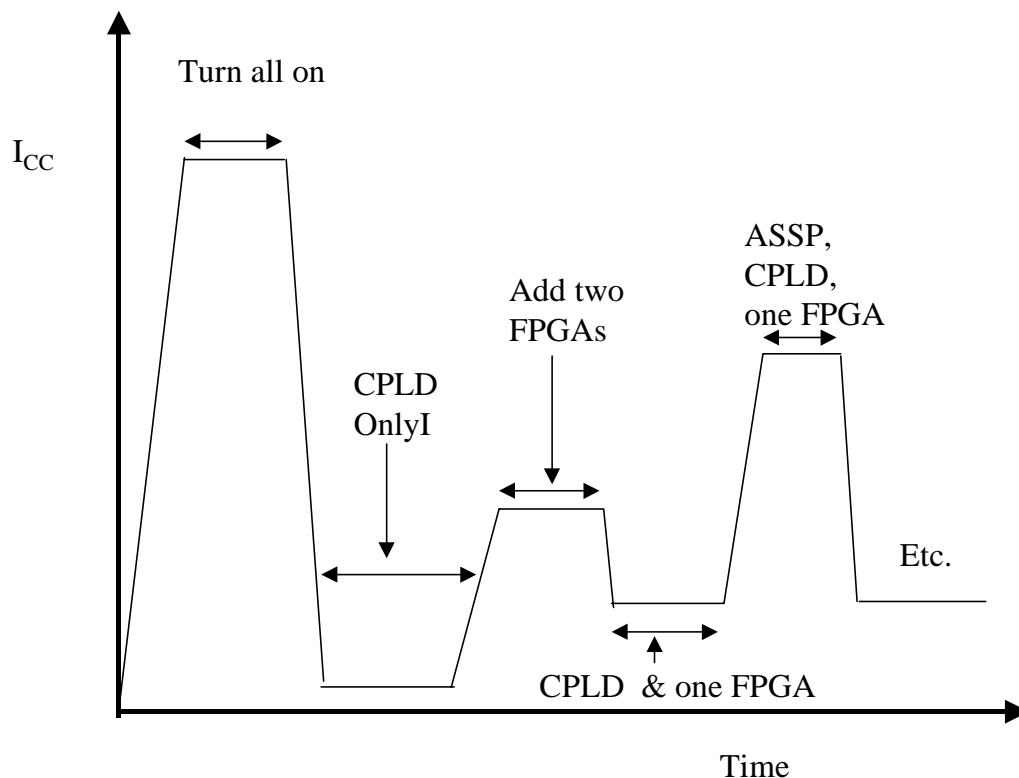 Turn all on
I_CC
ASSP,
CPLD,
one FPGA
Add two
FPGAs
CPLD
OnlyI
Etc.
CPLD & one FPGA
Time